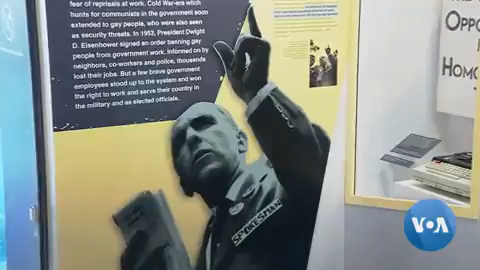 fear of reprisals at work. Cold War-era witch
hunts for communists in the government soon
extended to gay people, who were also seen
as security threats. In 1953, President Dwight
D. Eisenhower signed an order banning gay
people from government work. Informed on by
neighbors, co-workers and police, thousands
lost their jobs. But a few brave government
employees stood up to the system and won
the right to work and serve their country in
the military and as elected officials.
SPOKESMAN
VOA